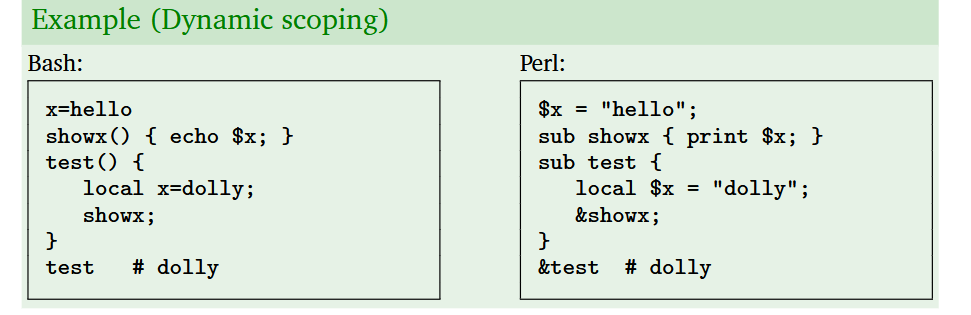 Example (Dynamic scoping)
Bash:
x=hello
showx() { echo $x; }
test() {
   local x=dolly;
   showx;
}
test   # dolly
Perl:
$x = "hello";
sub showx { print $x; }
sub test {
   local $x = "dolly";
   &showx;
}
&test  # dolly